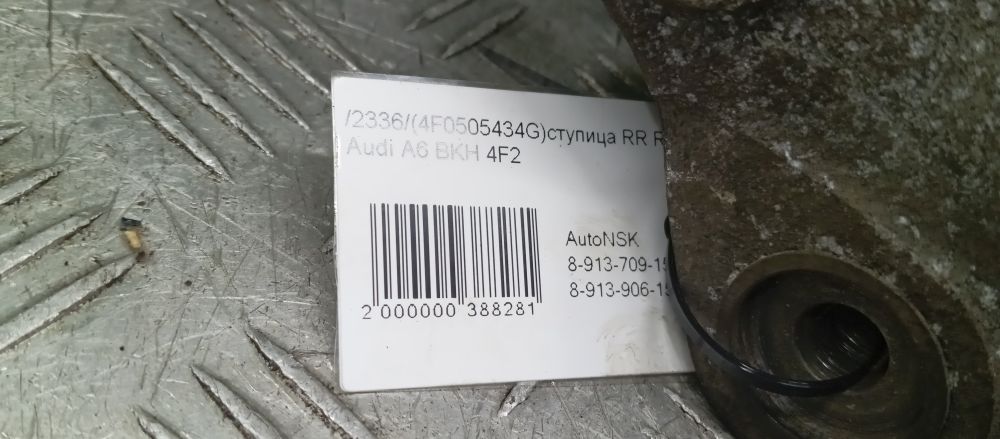 /2336/(4F0505434G)ступица RR R
Audi A6 BKH 4F2
AutoNSK
8-913-709-15
8-913-906-15
2 000000 388281